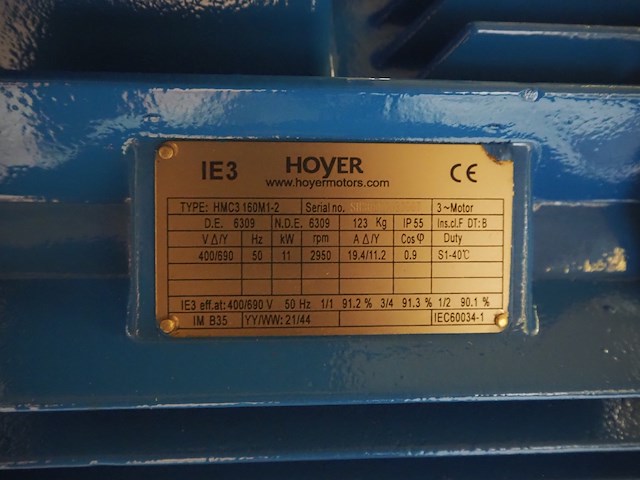 IE3 HOYER CE
www.hoyermotors.com
TYPE: HMC3 160M1-2 Serial no. 3~Motor
D.E. 6309 N.D.E. 6309 123 Kg IP 55 Ins.cl.F DT:B
V Δ/Y Hz kW rpm A Δ/Y Cosφ Duty
400/690 50 11 2950 19.4/11.2 0.9 S1-40℃
IE3 eff.at: 400/690 V 50 Hz 1/1 91.2 % 3/4 91.3 % 1/2 90.1 %
IM B35 YY/WW: 21/44 IEC60034-1